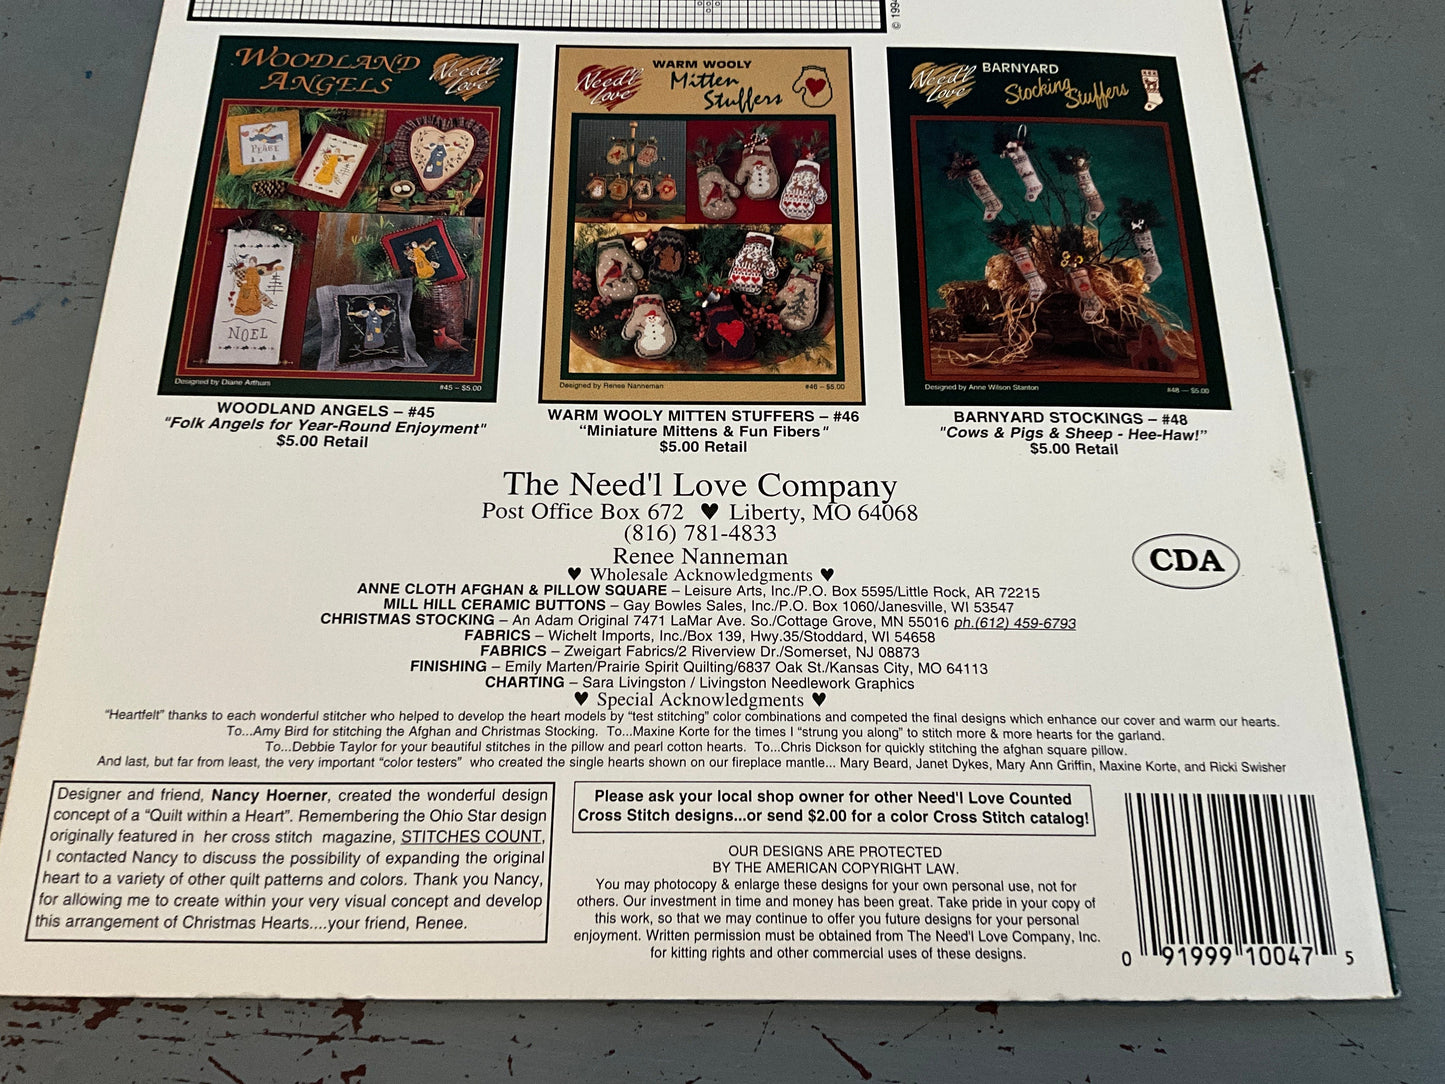 © 1994
WOODLAND
ANGELS
Need'l
Love
PEACE
NOEL
Designed by Diane Arthurs
#45 – $5.00
WARM WOOLY
Mitten
Stuffers
Need'l
Love
Designed by Renee Nanneman
#46 – $5.00
Need'l
Love
BARNYARD
Stocking
Stuffers
Designed by Anne Wilson Stanton
#48 — $5.00
WOODLAND ANGELS – #45
"Folk Angels for Year-Round Enjoyment"
$5.00 Retail
WARM WOOLY MITTEN STUFFERS – #46
"Miniature Mittens & Fun Fibers"
$5.00 Retail
BARNYARD STOCKINGS – #48
"Cows & Pigs & Sheep - Hee-Haw!"
$5.00 Retail
The Need'l Love Company
Post Office Box 672 ♥ Liberty, MO 64068
(816) 781-4833
Renee Nanneman
♥ Wholesale Acknowledgments ♥
ANNE CLOTH AFGHAN & PILLOW SQUARE – Leisure Arts, Inc./P.O. Box 5595/Little Rock, AR 72215
MILL HILL CERAMIC BUTTONS – Gay Bowles Sales, Inc./P.O. Box 1060/Janesville, WI 53547
CHRISTMAS STOCKING – An Adam Original 7471 LaMar Ave. So./Cottage Grove, MN 55016 ph.(612) 459-6793
FABRICS – Wichelt Imports, Inc./Box 139, Hwy.35/Stoddard, WI 54658
FABRICS – Zweigart Fabrics/2 Riverview Dr./Somerset, NJ 08873
FINISHING – Emily Marten/Prairie Spirit Quilting/6837 Oak St./Kansas City, MO 64113
CHARTING – Sara Livingston / Livingston Needlework Graphics
♥ Special Acknowledgments ♥
"Heartfelt" thanks to each wonderful stitcher who helped to develop the heart models by "test stitching" color combinations and competed the final designs which enhance our cover and warm our hearts.
To...Amy Bird for stitching the Afghan and Christmas Stocking. To...Maxine Korte for the times I "strung you along" to stitch more & more hearts for the garland.
To...Debbie Taylor for your beautiful stitches in the pillow and pearl cotton hearts. To...Chris Dickson for quickly stitching the afghan square pillow.
And last, but far from least, the very important "color testers" who created the single hearts shown on our fireplace mantle... Mary Beard, Janet Dykes, Mary Ann Griffin, Maxine Korte, and Ricki Swisher
CDA
Designer and friend, Nancy Hoerner, created the wonderful design
concept of a "Quilt within a Heart". Remembering the Ohio Star design
originally featured in her cross stitch magazine, STITCHES COUNT,
I contacted Nancy to discuss the possibility of expanding the original
heart to a variety of other quilt patterns and colors. Thank you Nancy,
for allowing me to create within your very visual concept and develop
this arrangement of Christmas Hearts....your friend, Renee.
Please ask your local shop owner for other Need'l Love Counted
Cross Stitch designs...or send $2.00 for a color Cross Stitch catalog!
OUR DESIGNS ARE PROTECTED
BY THE AMERICAN COPYRIGHT LAW.
You may photocopy & enlarge these designs for your own personal use, not for
others. Our investment in time and money has been great. Take pride in your copy of
this work, so that we may continue to offer you future designs for your personal
enjoyment. Written permission must be obtained from The Need'l Love Company, Inc.
for kitting rights and other commercial uses of these designs.
0 91999 10047 5